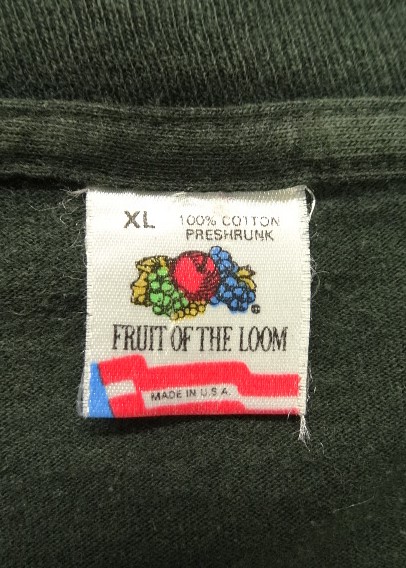 XL 100% COTTON
PRESHRUNK
®
FRUIT OF THE LOOM
MADE IN U.S.A.